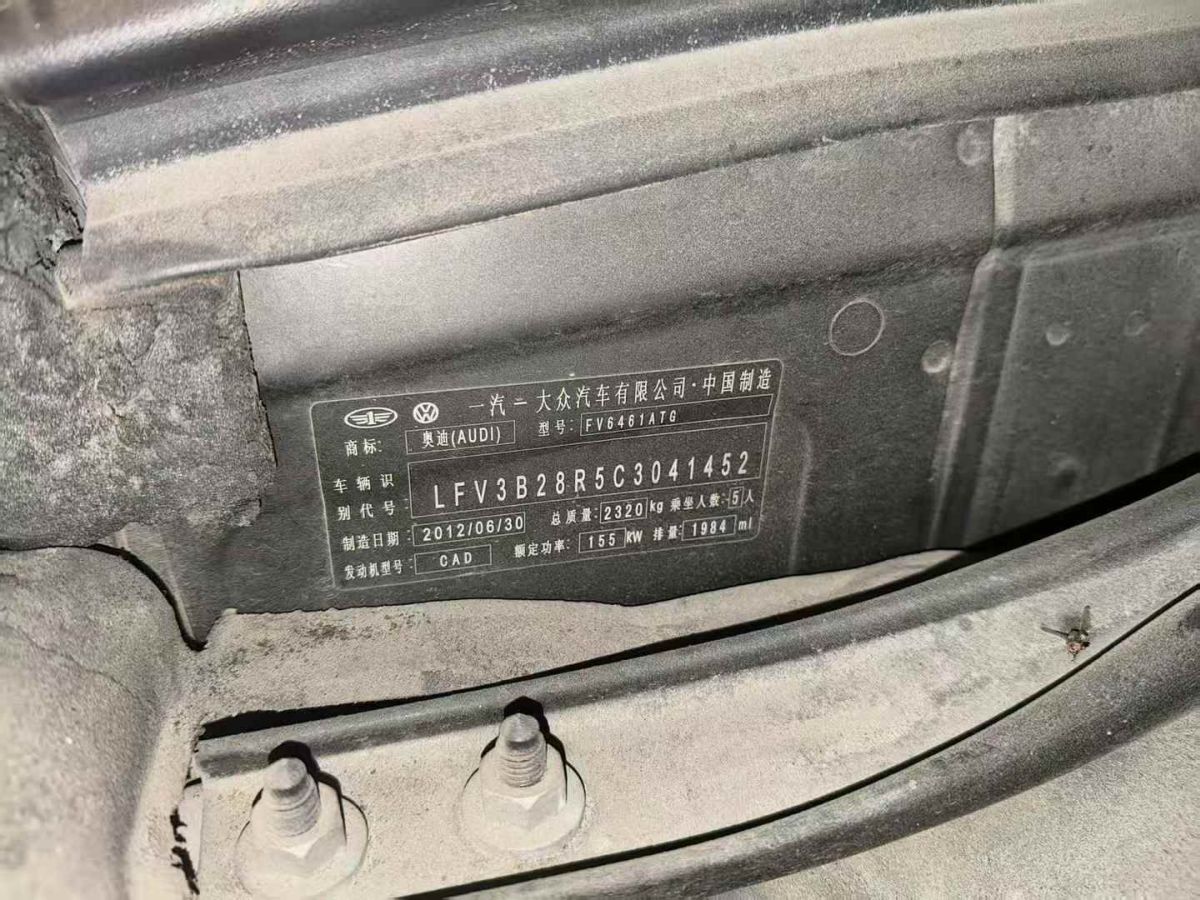 一汽-大众汽车有限公司·中国制造
商标: 奥迪(AUDI) 型号: FV6461ATG
车辆识别代号: LFV3B28R5C3041452
制造日期: 2012/06/30 总质量: 2320 kg 乘坐人数: 5 人
发动机型号: CAD 额定功率: 155 KW 排量: 1984 ml